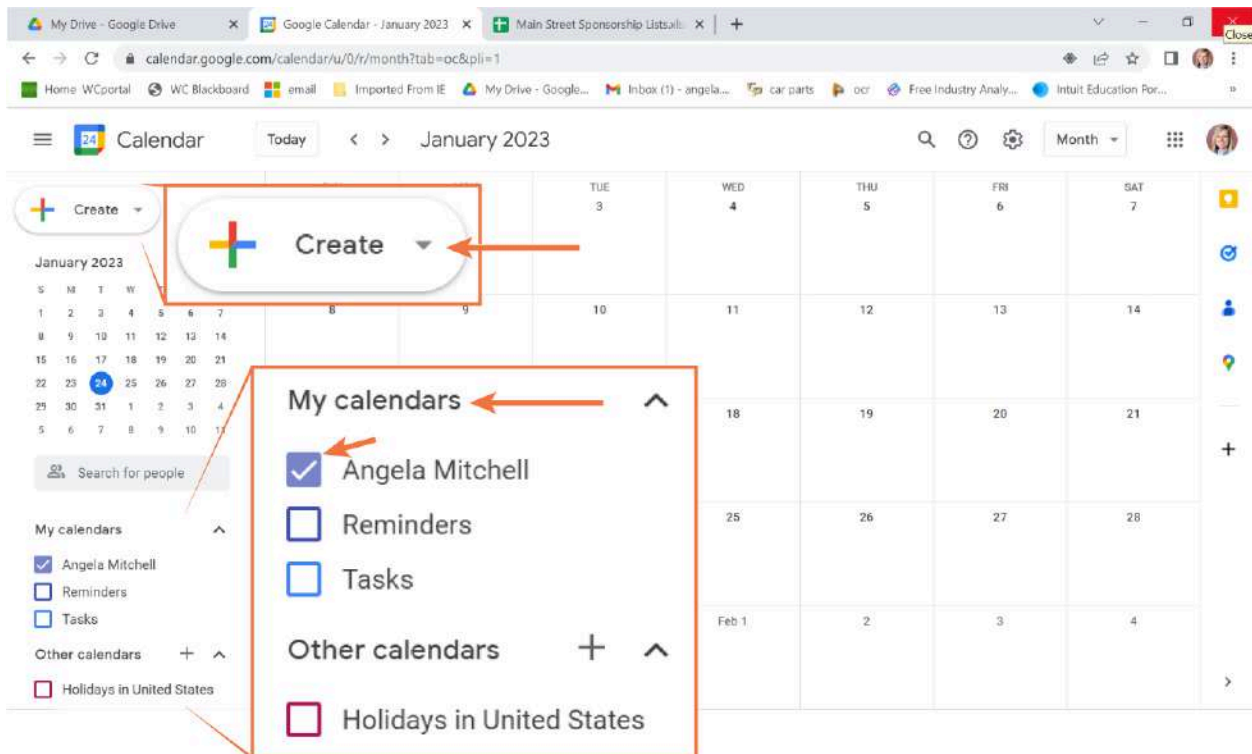 My Drive - Google Drive
Google Calendar - January 2023
Main Street Sponsorship Lists.xls
Close
calendar.google.com/calendar/u/0/r/month?tab=oc&pli=1
Home WCportal WC Blackboard email Imported From IE My Drive - Google... Inbox (1) - angela.... car parts ocr Free Industry Analy... Intuit Education Por... »
24 Calendar Today January 2023 Month
Create
Create
TUE WED THU FRI SAT
3 4 5 6 7
January 2023
S M T W
1 2 3 4 5 6 7
8 9 10 11 12 13 14
15 16 17 18 19 20 21
22 23 24 25 26 27 28
29 30 31 1 2 3 4
5 6 7 8 9 10 11
8 9 10 11 12 13 14
18 19 20 21
25 26 27 28
Feb 1 2 3 4
Search for people
My calendars
Angela Mitchell
Reminders
Tasks
Other calendars
Holidays in United States
My calendars
Angela Mitchell
Reminders
Tasks
Other calendars
Holidays in United States